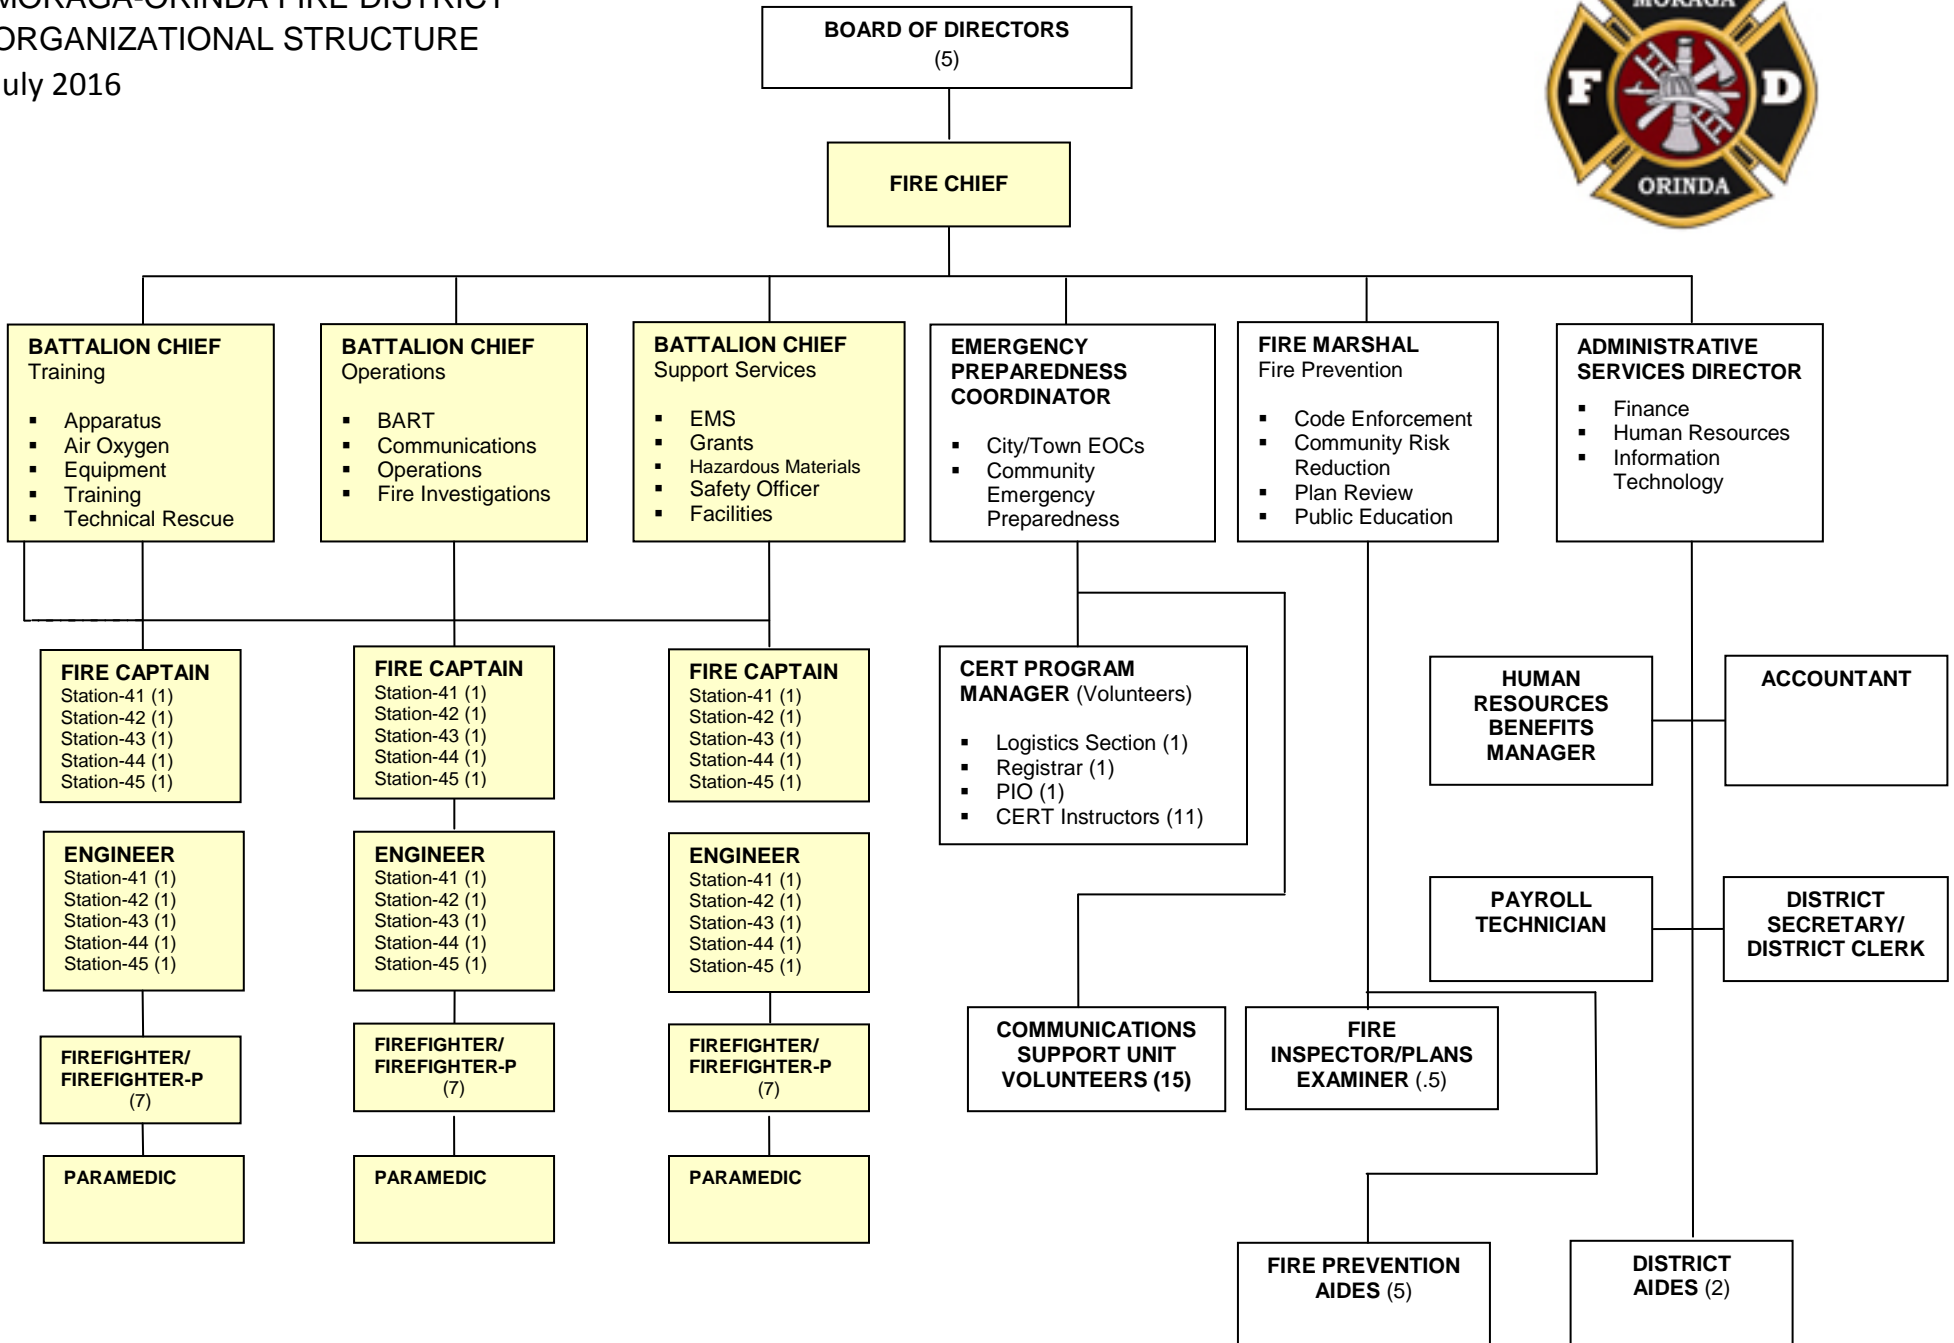 MORAGA-ORINDA FIRE DISTRICT
ORGANIZATIONAL STRUCTURE
uly 2016
BOARD OF DIRECTORS
(5)
MORAGA
F D
ORINDA
FIRE CHIEF
BATTALION CHIEF
Training
▪ Apparatus
▪ Air Oxygen
▪ Equipment
▪ Training
▪ Technical Rescue
BATTALION CHIEF
Operations
▪ BART
▪ Communications
▪ Operations
▪ Fire Investigations
BATTALION CHIEF
Support Services
▪ EMS
▪ Grants
▪ Hazardous Materials
▪ Safety Officer
▪ Facilities
EMERGENCY
PREPAREDNESS
COORDINATOR
▪ City/Town EOCs
▪ Community
Emergency
Preparedness
FIRE MARSHAL
Fire Prevention
▪ Code Enforcement
▪ Community Risk
Reduction
▪ Plan Review
▪ Public Education
ADMINISTRATIVE
SERVICES DIRECTOR
▪ Finance
▪ Human Resources
▪ Information
Technology
FIRE CAPTAIN
Station-41 (1)
Station-42 (1)
Station-43 (1)
Station-44 (1)
Station-45 (1)
FIRE CAPTAIN
Station-41 (1)
Station-42 (1)
Station-43 (1)
Station-44 (1)
Station-45 (1)
FIRE CAPTAIN
Station-41 (1)
Station-42 (1)
Station-43 (1)
Station-44 (1)
Station-45 (1)
CERT PROGRAM
MANAGER (Volunteers)
▪ Logistics Section (1)
▪ Registrar (1)
▪ PIO (1)
▪ CERT Instructors (11)
HUMAN
RESOURCES
BENEFITS
MANAGER
ACCOUNTANT
ENGINEER
Station-41 (1)
Station-42 (1)
Station-43 (1)
Station-44 (1)
Station-45 (1)
ENGINEER
Station-41 (1)
Station-42 (1)
Station-43 (1)
Station-44 (1)
Station-45 (1)
ENGINEER
Station-41 (1)
Station-42 (1)
Station-43 (1)
Station-44 (1)
Station-45 (1)
PAYROLL
TECHNICIAN
DISTRICT
SECRETARY/
DISTRICT CLERK
FIREFIGHTER/
FIREFIGHTER-P
(7)
FIREFIGHTER/
FIREFIGHTER-P
(7)
FIREFIGHTER/
FIREFIGHTER-P
(7)
COMMUNICATIONS
SUPPORT UNIT
VOLUNTEERS (15)
FIRE
INSPECTOR/PLANS
EXAMINER (.5)
PARAMEDIC
PARAMEDIC
PARAMEDIC
FIRE PREVENTION
AIDES (5)
DISTRICT
AIDES (2)